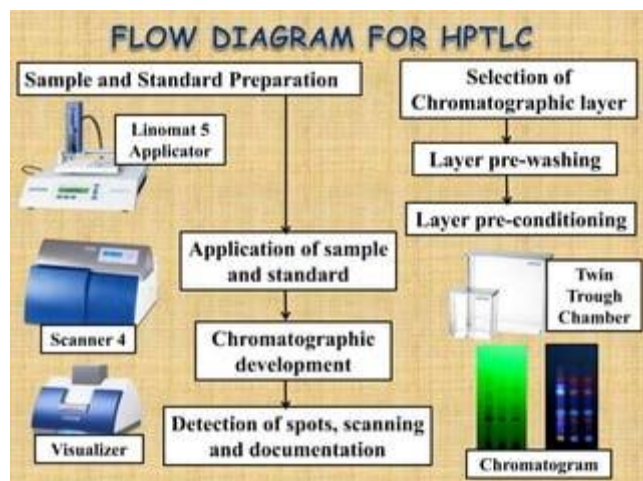 FLOW DIAGRAM FOR HPTLC
Sample and Standard Preparation
Linomat 5
Applicator
Scanner 4
Visualizer
Application of sample
and standard
Chromatographic
development
Detection of spots, scanning
and documentation
Selection of
Chromatographic layer
Layer pre-washing
Layer pre-conditioning
Twin
Trough
Chamber
Chromatogram